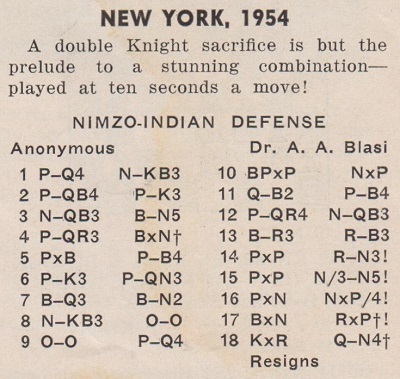 NEW YORK, 1954
A double Knight sacrifice is but the
prelude to a stunning combination—
played at ten seconds a move!
NIMZO-INDIAN DEFENSE
Anonymous Dr. A. A. Blasi
1 P–Q4 N–KB3
2 P–QB4 P–K3
3 N–QB3 B–N5
4 P–QR3 BxN†
5 PxB P–B4
6 P–K3 P–QN3
7 B–Q3 B–N2
8 N–KB3 O–O
9 O–O P–Q4
10 BPxP NxP
11 Q–B2 P–B4
12 P–QR4 N–QB3
13 B–R3 R–B3
14 PxP R–N3!
15 PxP N/3–N5!
16 PxN NxP/4!
17 BxN RxP†!
18 KxR Q–N4†
Resigns